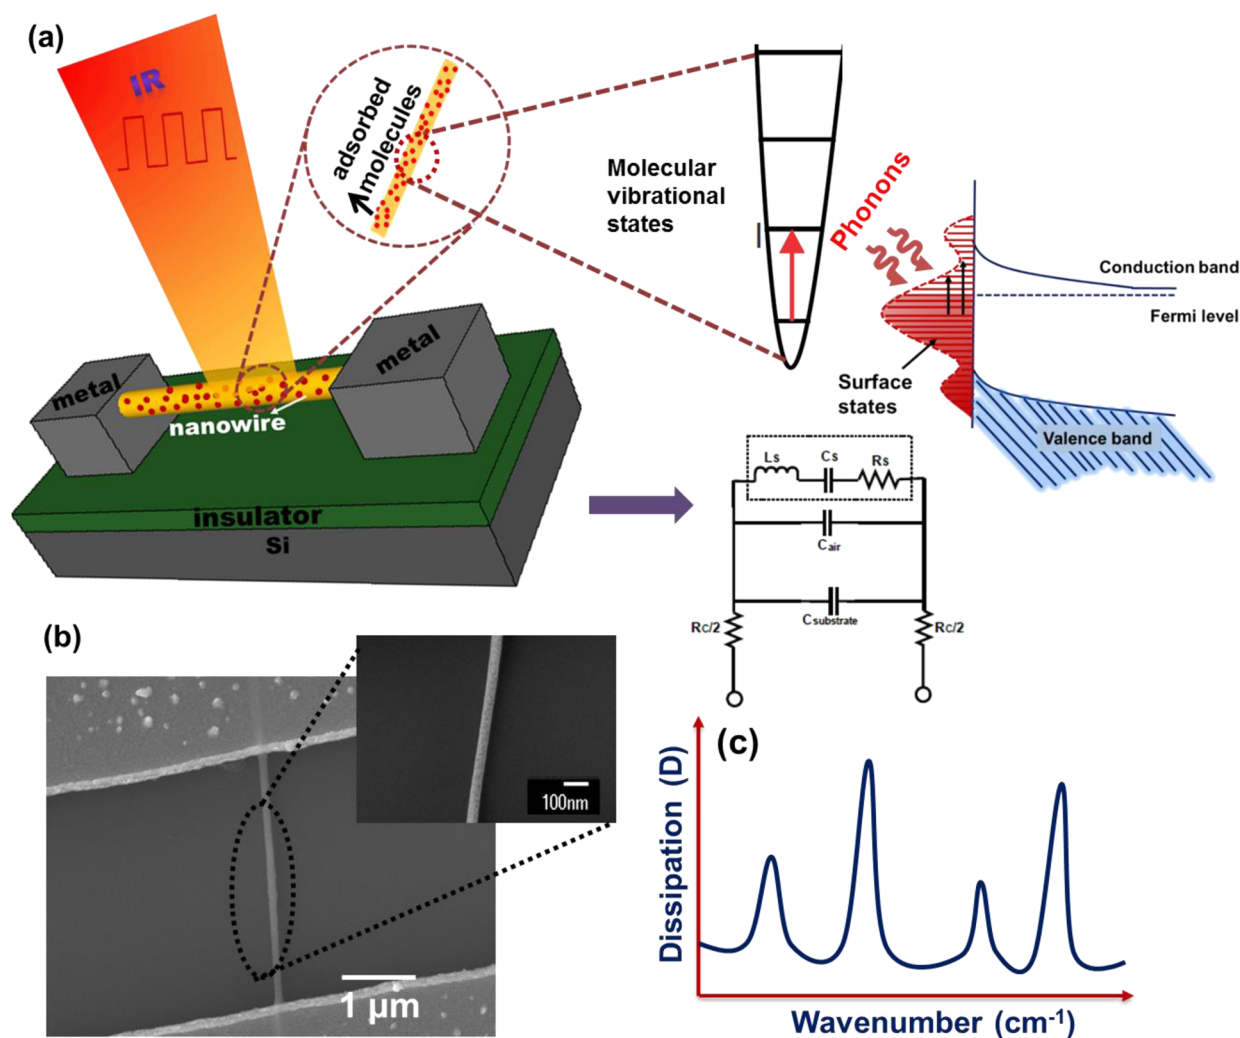 (a)
IR
adsorbed
molecules
Molecular
vibrational
states
Phonons
Conduction band
Fermi level
Surface
states
Valence band
metal
metal
nanowire
insulator
Si
Ls
Cs
Rs
Cair
Csubstrate
RC/2
RC/2
(b)
100nm
1 µm
(c)
Dissipation (D)
Wavenumber (cm-1)